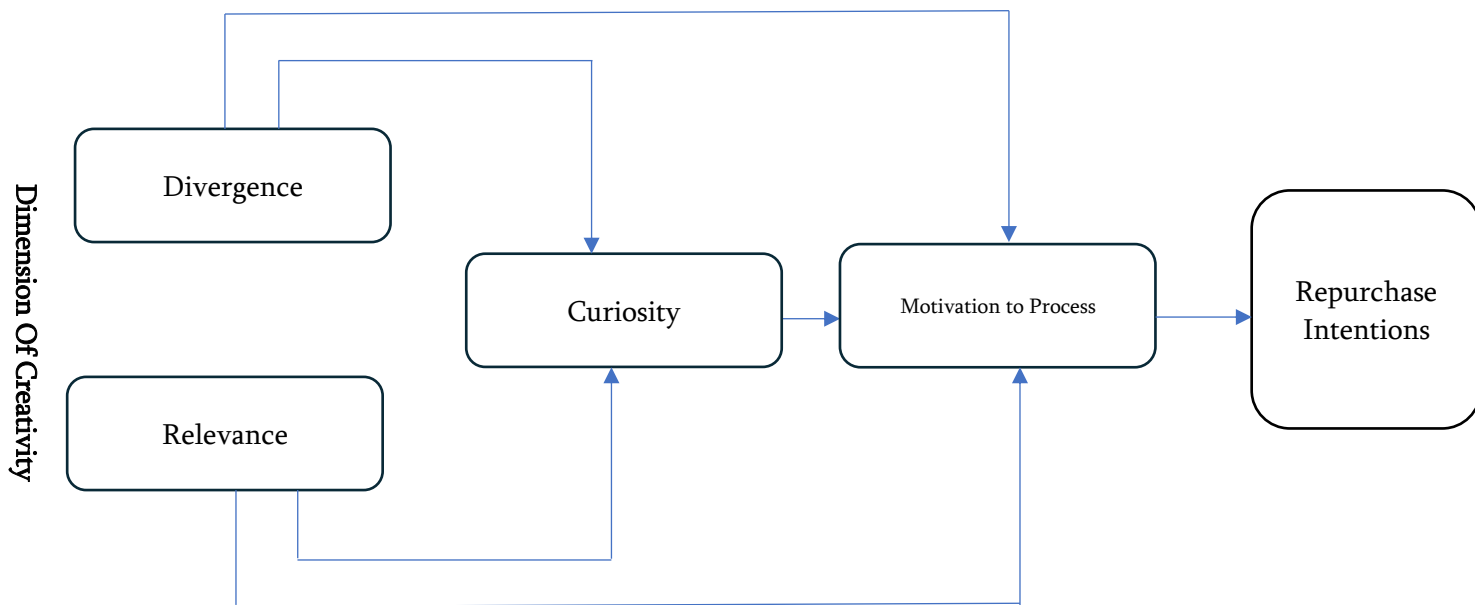 Dimension Of Creativity
Divergence
Relevance
Curiosity
Motivation to Process
Repurchase
Intentions